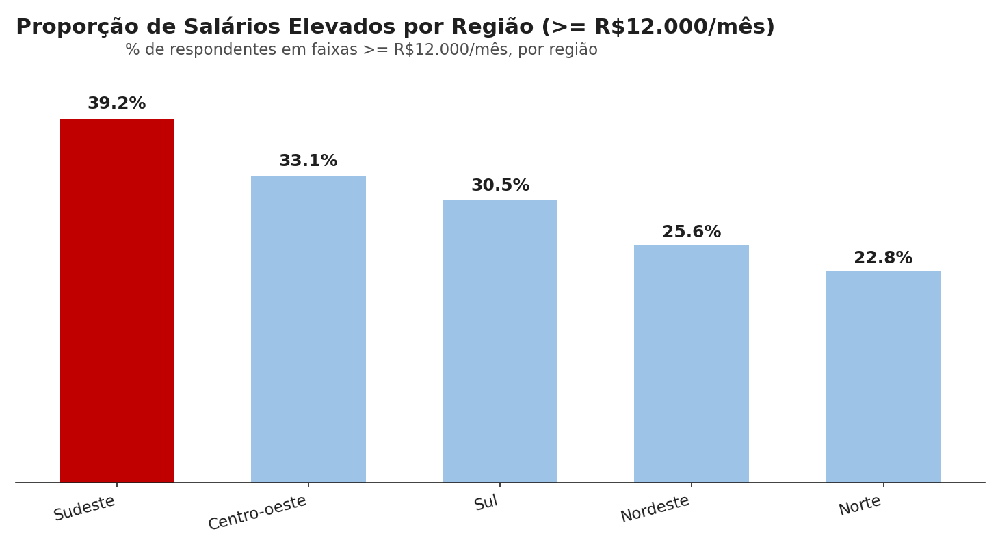 Proporção de Salários Elevados por Região (>= R$12.000/mês)
% de respondentes em faixas >= R$12.000/mês, por região
39.2%
33.1%
30.5%
25.6%
22.8%
Sudeste
Centro-oeste
Sul
Nordeste
Norte